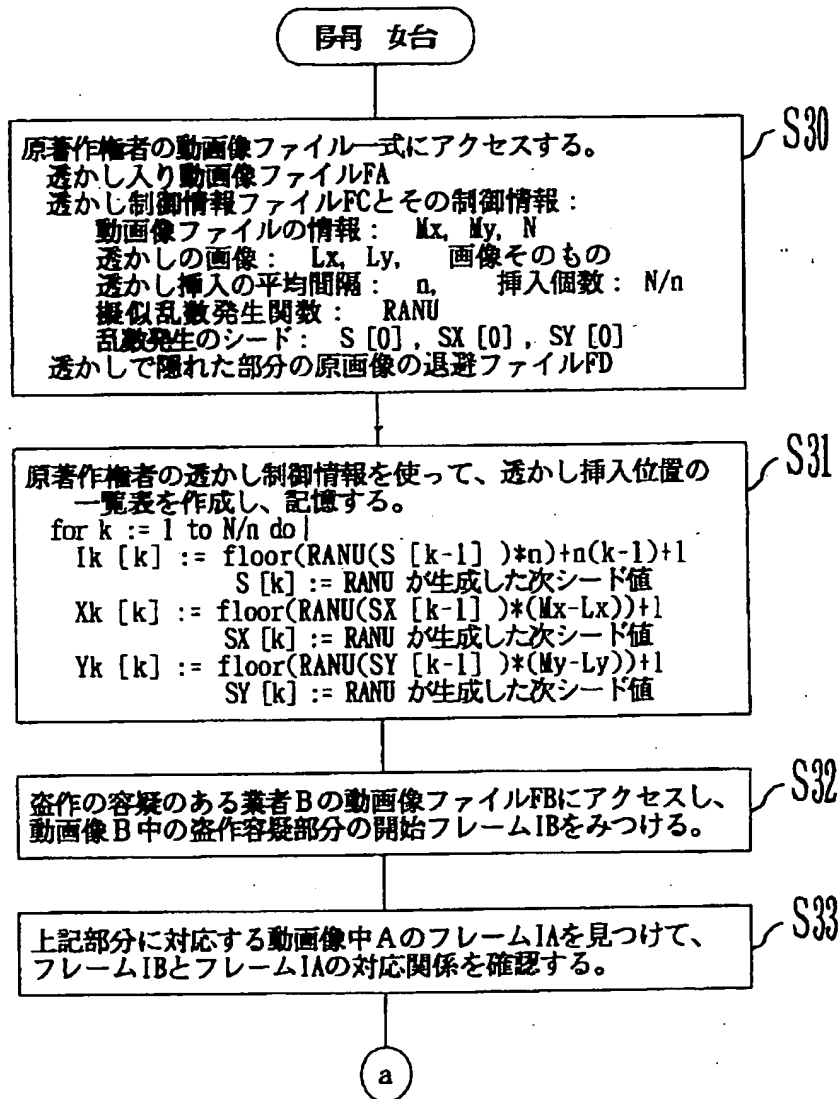 開始
S30
原著作権者の動画像ファイル一式にアクセスする。
透かし入り動画像ファイルFA
透かし制御情報ファイルFCとその制御情報:
動画像ファイルの情報: Mx, My, N
透かしの画像: Lx, Ly, 画像そのもの
透かし挿入の平均間隔: n, 挿入個数: N/n
擬似乱数発生関数: RANU
乱数発生のシード: S [0] , SX [0] , SY [0]
透かしで隠れた部分の原画像の退避ファイルFD
S31
原著作権者の透かし制御情報を使って、透かし挿入位置の
一覧表を作成し、記憶する。
for k := 1 to N/n do|
Ik [k] := floor(RANU(S [k-1] )*n)+n(k-1)+1
S [k] := RANU が生成した次シード値
Xk [k] := floor(RANU(SX [k-1] )*(Mx-Lx))+1
SX [k] := RANU が生成した次シード値
Yk [k] := floor(RANU(SY [k-1] )*(My-Ly))+1
SY [k] := RANU が生成した次シード値
S32
盗作の容疑のある業者Bの動画像ファイルFBにアクセスし、
動画像B中の盗作容疑部分の開始フレームIBをみつける。
S33
上記部分に対応する動画像中AのフレームIAを見つけて、
フレームIBとフレームIAの対応関係を確認する。
a